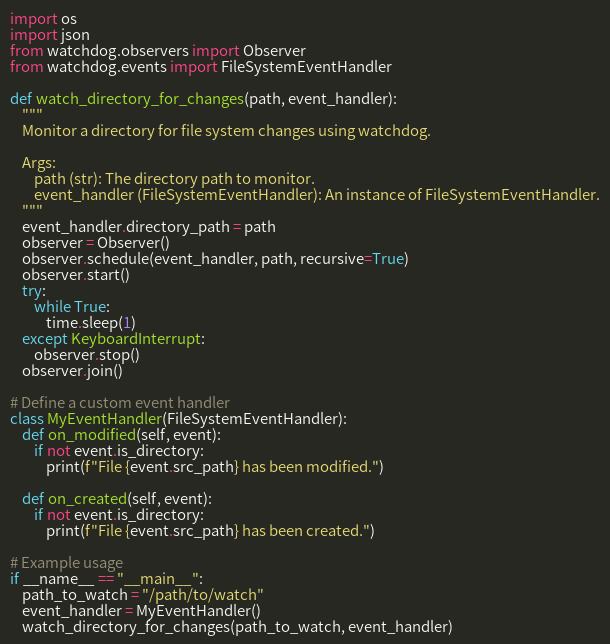 import os
import json
from watchdog.observers import Observer
from watchdog.events import FileSystemEventHandler

def watch_directory_for_changes(path, event_handler):
    """
    Monitor a directory for file system changes using watchdog.

    Args:
        path (str): The directory path to monitor.
        event_handler (FileSystemEventHandler): An instance of FileSystemEventHandler.
    """
    event_handler.directory_path = path
    observer = Observer()
    observer.schedule(event_handler, path, recursive=True)
    observer.start()
    try:
        while True:
            time.sleep(1)
    except KeyboardInterrupt:
        observer.stop()
    observer.join()

# Define a custom event handler
class MyEventHandler(FileSystemEventHandler):
    def on_modified(self, event):
        if not event.is_directory:
            print(f"File {event.src_path} has been modified.")

    def on_created(self, event):
        if not event.is_directory:
            print(f"File {event.src_path} has been created.")

# Example usage
if __name__ == "__main__":
    path_to_watch = "/path/to/watch"
    event_handler = MyEventHandler()
    watch_directory_for_changes(path_to_watch, event_handler)